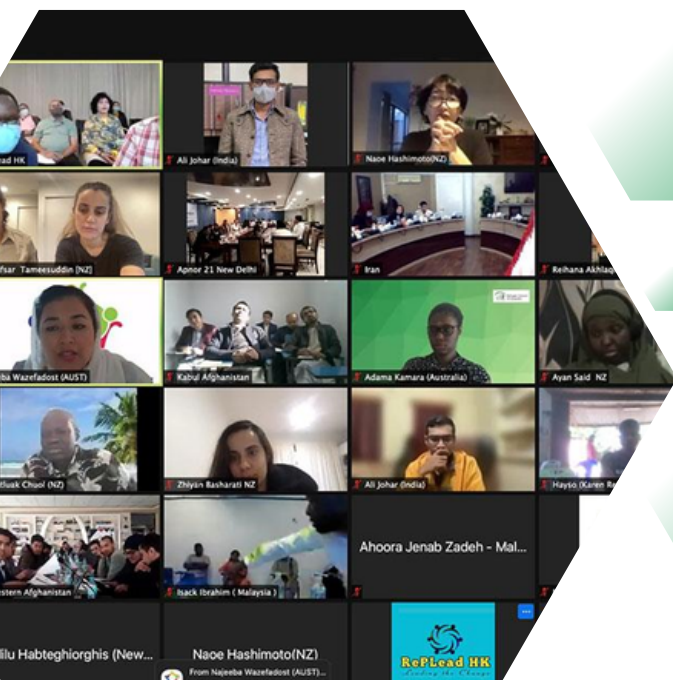 ead HK
Ali Johar (India)
Naoe Hashimoto(NZ)
fsar Tameesuddin [NZ]
Apnor 21 New Delhi
Iran
Reihana Akhlaq
ba Wazefadost (AUST)
Kabul Afghanistan
Adama Kamara (Australia)
Ayan Said NZ
tluak Chuol (NZ)
Zhiyan Basharati NZ
Ali Johar (India)
Hayso (Karen Re
stern Afghanistan
Isack Ibrahim ( Malaysia )
Ahoora Jenab Zadeh - Mal...
ilu Habteghiorghis (New...
Naoe Hashimoto(NZ)
From Najeeba Wazefadost (AUST)...
RePLead HK
Leading the Change